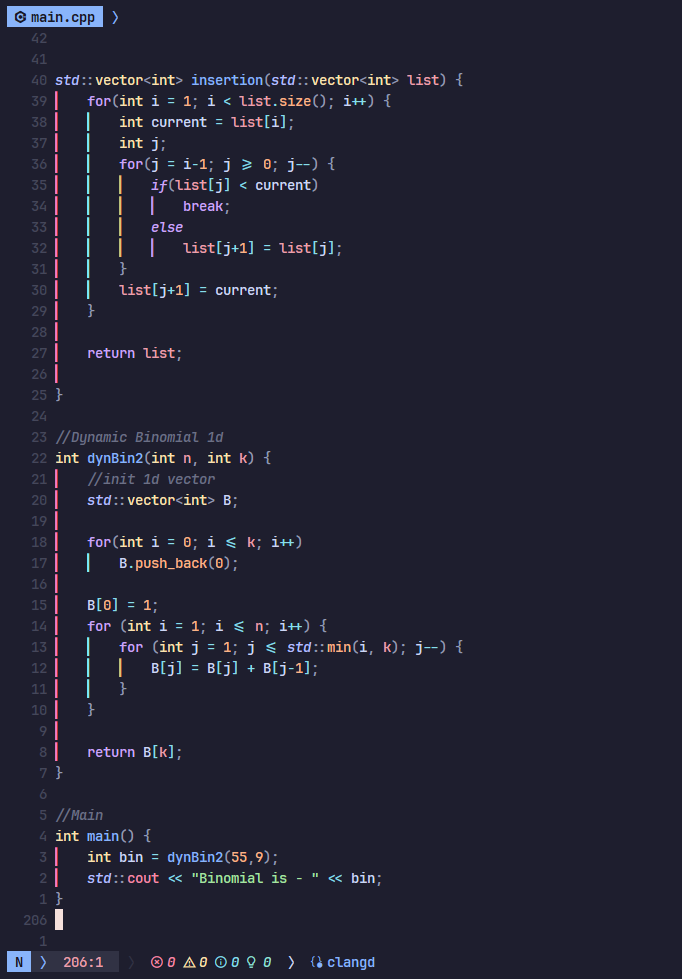 main.cpp 〉
42
41
40 std::vector<int> insertion(std::vector<int> list) {
39 for(int i = 1; i < list.size(); i++) {
38 int current = list[i];
37 int j;
36 for(j = i-1; j ⩾ 0; j--) {
35 if(list[j] < current)
34 break;
33 else
32 list[j+1] = list[j];
31 }
30 list[j+1] = current;
29 }
28
27 return list;
26
25 }
24
23 //Dynamic Binomial 1d
22 int dynBin2(int n, int k) {
21 //init 1d vector
20 std::vector<int> B;
19
18 for(int i = 0; i ⩽ k; i++)
17 B.push_back(0);
16
15 B[0] = 1;
14 for (int i = 1; i ⩽ n; i++) {
13 for (int j = 1; j ⩽ std::min(i, k); j--) {
12 B[j] = B[j] + B[j-1];
11 }
10 }
9
8 return B[k];
7 }
6
5 //Main
4 int main() {
3 int bin = dynBin2(55,9);
2 std::cout << "Binomial is - " << bin;
1 }
206
1
N 〉 206:1 〉 0 0 0 0 〉 {} clangd